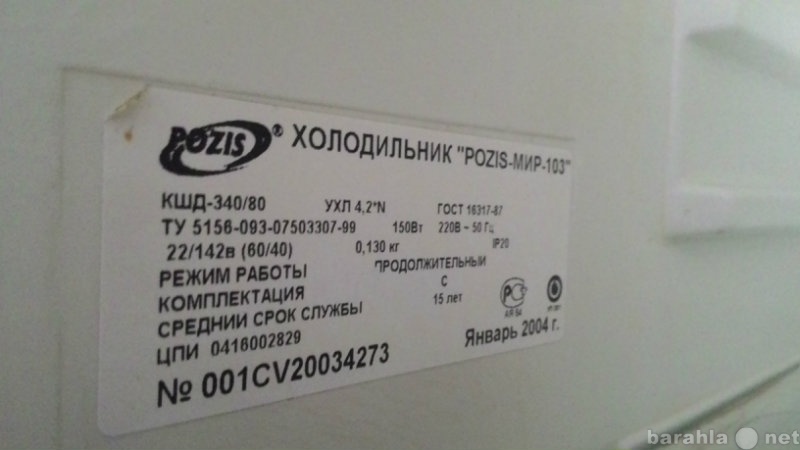 POZIS® ХОЛОДИЛЬНИК "POZIS-МИР-103"
КШД-340/80 УХЛ 4,2*N ГОСТ 16317-87
ТУ 5156-093-07503307-99 150Вт 220В ~ 50 Гц
22/142в (60/40) 0,130 кг IP20
РЕЖИМ РАБОТЫ ПРОДОЛЖИТЕЛЬНЫЙ
КОМПЛЕКТАЦИЯ С
СРЕДНИЙ СРОК СЛУЖБЫ 15 лет
ЦПИ 0416002829
Январь 2004 г.
№ 001CV20034273
barahla.net